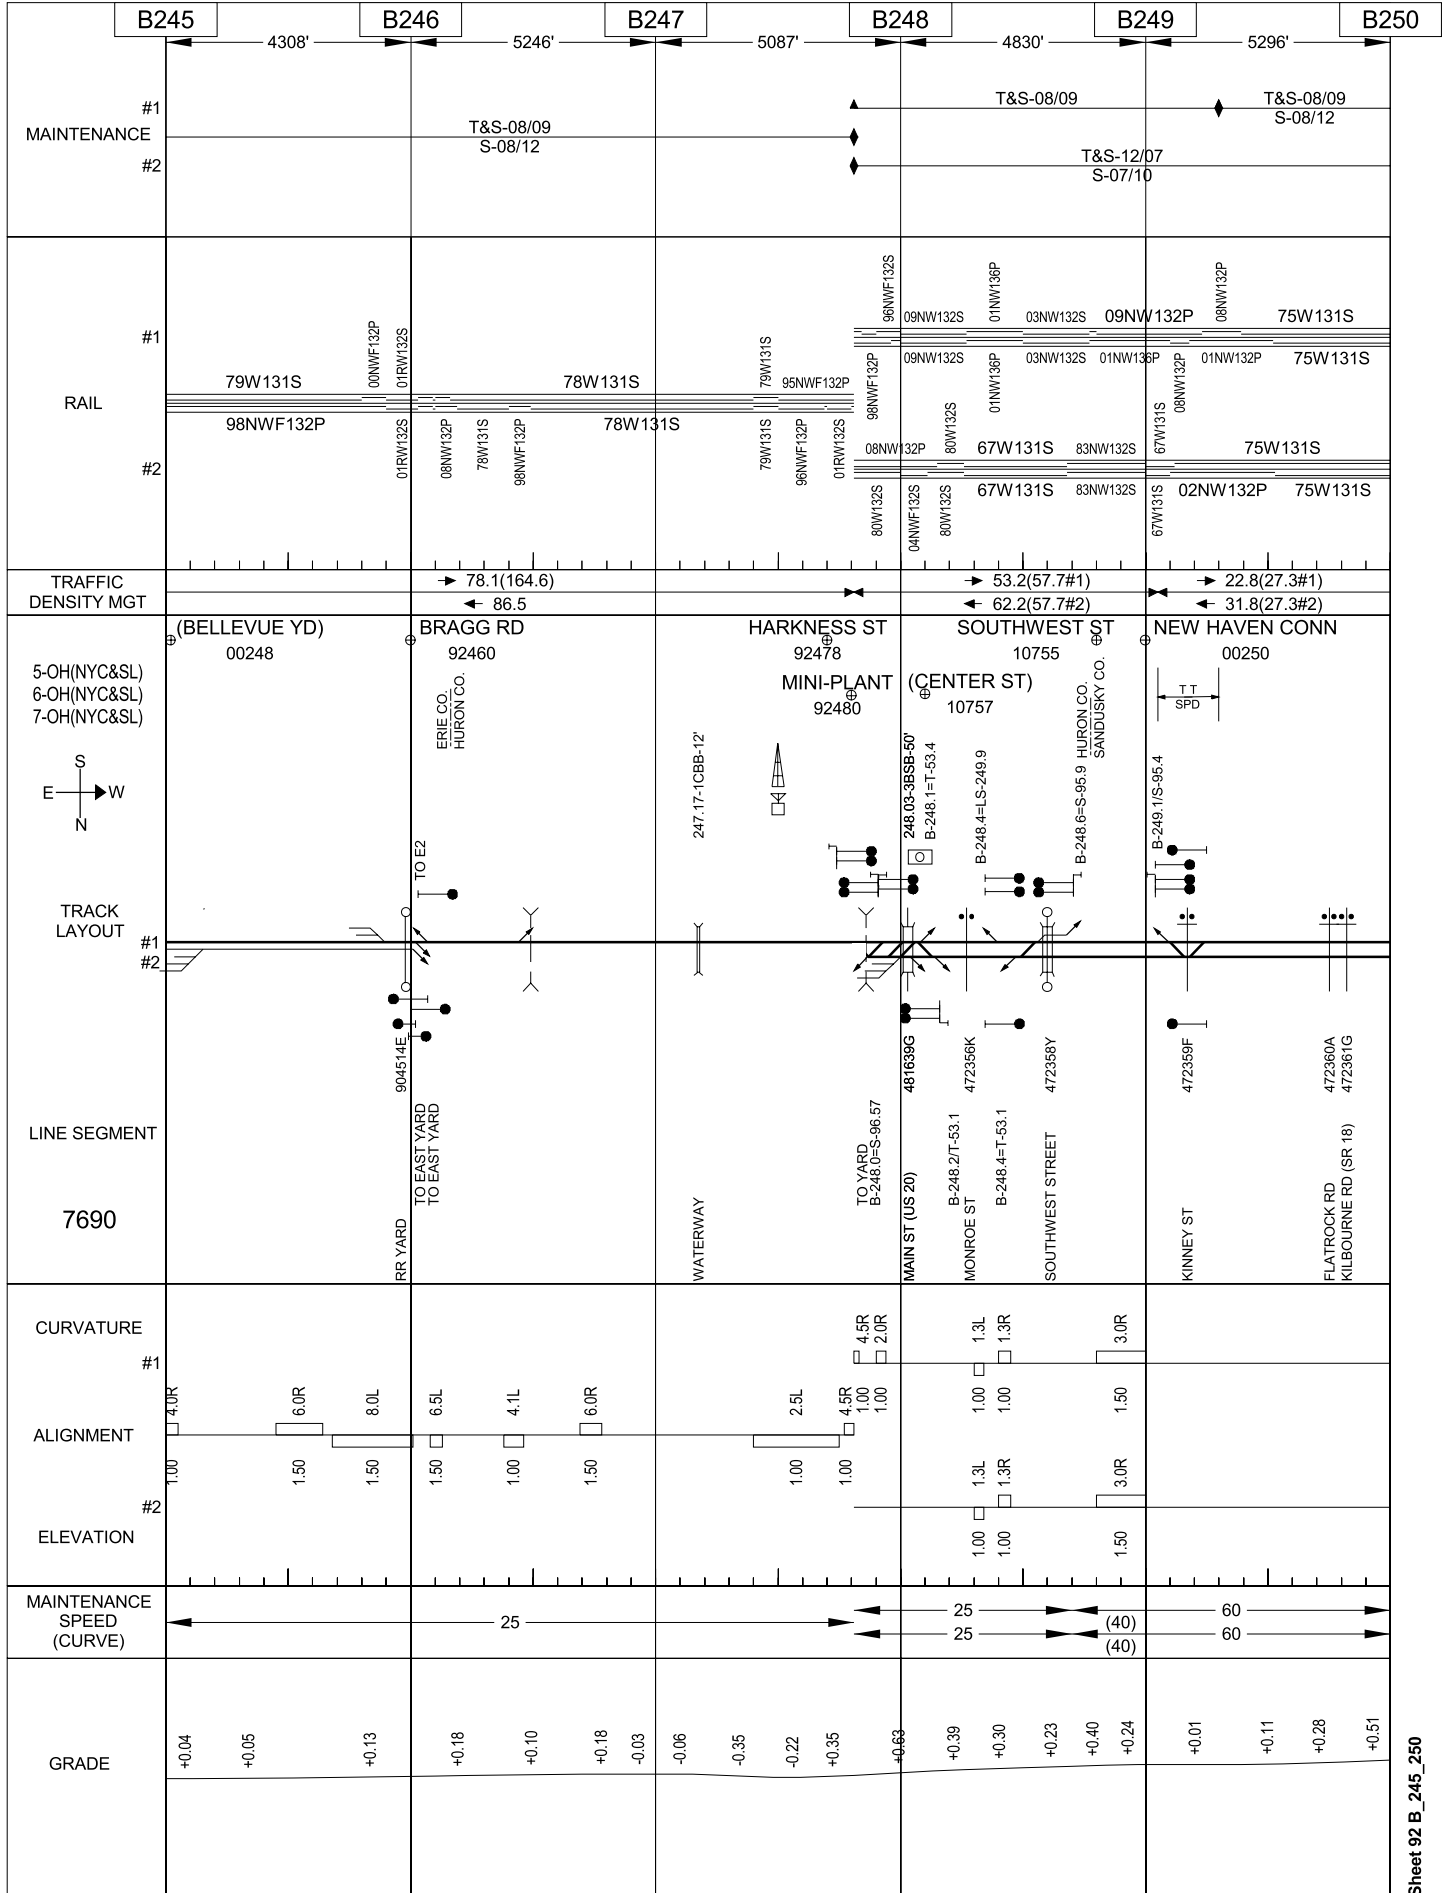 B245
B246
B247
B248
B249
B250
4308'
5246'
5087'
4830'
5296'
MAINTENANCE
#1
#2
T&S-08/09
S-08/12
T&S-08/09
T&S-08/09
S-08/12
T&S-12/07
S-07/10
RAIL
#1
#2
79W131S
00NWF132P
01RW132S
78W131S
79W131S
95NWF132P
98NWF132P
01RW132S
08NW132P
78W131S
98NWF132P
78W131S
79W131S
96NWF132P
01RW132S
96NWF132S
09NW132S
01NW136P
03NW132S
09NW132P
08NW132P
75W131S
98NWF132P
09NW132S
01NW136P
03NW132S
01NW136P
08NW132P
01NW132P
75W131S
08NW132P
80W132S
67W131S
83NW132S
67W131S
75W131S
80W132S
04NWF132S
80W132S
67W131S
83NW132S
67W131S
02NW132P
75W131S
TRAFFIC
DENSITY MGT
78.1(164.6)
86.5
53.2(57.7#1)
62.2(57.7#2)
22.8(27.3#1)
31.8(27.3#2)
(BELLEVUE YD)
00248
BRAGG RD
92460
HARKNESS ST
92478
SOUTHWEST ST
10755
NEW HAVEN CONN
00250
MINI-PLANT
92480
(CENTER ST)
10757
5-OH(NYC&SL)
6-OH(NYC&SL)
7-OH(NYC&SL)
S
E
W
N
ERIE CO.
HURON CO.
HURON CO.
SANDUSKY CO.
T T
SPD
TO E2
247.17-1CBB-12'
248.03-3BSB-50'
B-248.1=T-53.4
B-248.4=LS-249.9
B-248.6=S-95.9
B-249.1/S-95.4
TRACK
LAYOUT
#1
#2
904514E
481639G
472356K
472358Y
472359F
472360A
472361G
LINE SEGMENT
7690
RR YARD
TO EAST YARD
TO EAST YARD
WATERWAY
TO YARD
B-248.0=S-96.57
MAIN ST (US 20)
B-248.2/T-53.1
MONROE ST
B-248.4=T-53.1
SOUTHWEST STREET
KINNEY ST
FLATROCK RD
KILBOURNE RD (SR 18)
CURVATURE
#1
4.5R
2.0R
1.3L
1.3R
3.0R
1.00
1.00
1.00
1.00
1.50
ALIGNMENT
4.0R
6.0R
8.0L
6.5L
4.1L
6.0R
2.5L
4.5R
1.00
1.50
1.50
1.50
1.00
1.50
1.00
1.00
#2
ELEVATION
1.3L
1.3R
3.0R
1.00
1.00
1.50
MAINTENANCE
SPEED
(CURVE)
25
25
25
(40)
(40)
60
60
GRADE
+0.04
+0.05
+0.13
+0.18
+0.10
+0.18
-0.03
-0.06
-0.35
-0.22
+0.35
+0.63
+0.39
+0.30
+0.23
+0.40
+0.24
+0.01
+0.11
+0.28
+0.51
Sheet 92 B_245_250